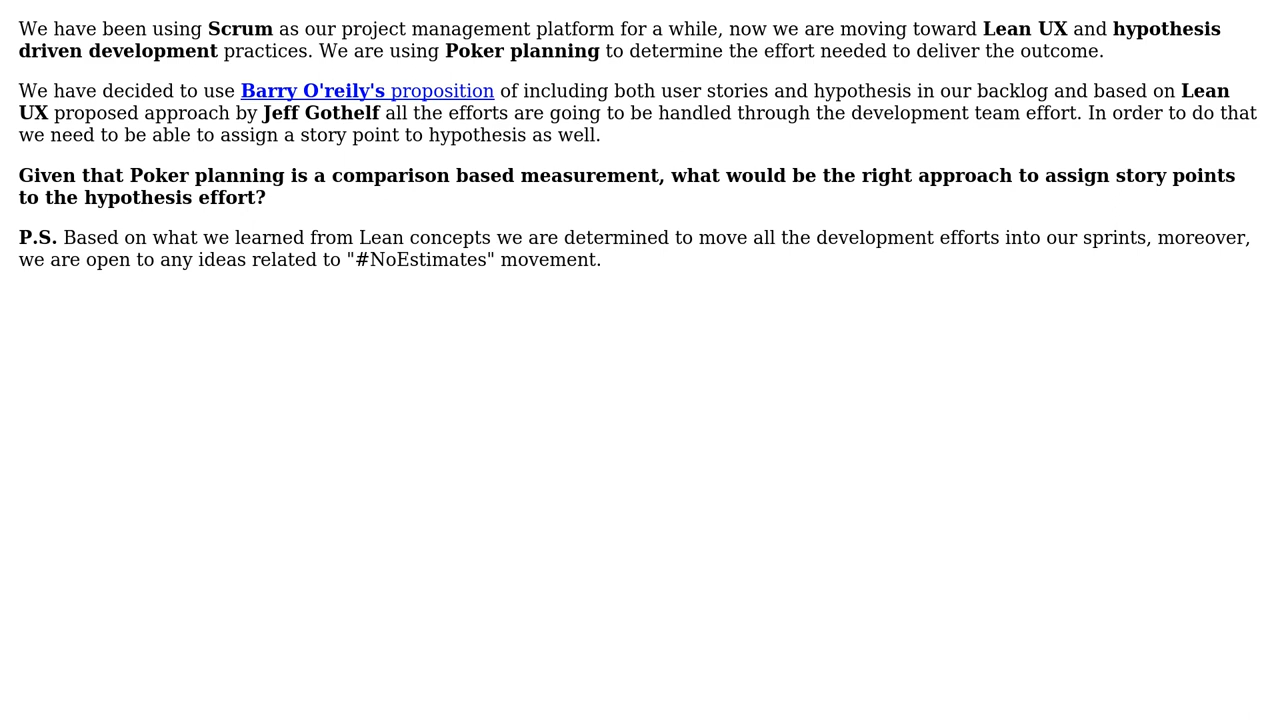 We have been using Scrum as our project management platform for a while, now we are moving toward Lean UX and hypothesis
driven development practices. We are using Poker planning to determine the effort needed to deliver the outcome.
We have decided to use Barry O'reily's proposition of including both user stories and hypothesis in our backlog and based on Lean
UX proposed approach by Jeff Gothelf all the efforts are going to be handled through the development team effort. In order to do that
we need to be able to assign a story point to hypothesis as well.
Given that Poker planning is a comparison based measurement, what would be the right approach to assign story points
to the hypothesis effort?
P.S. Based on what we learned from Lean concepts we are determined to move all the development efforts into our sprints, moreover,
we are open to any ideas related to "#NoEstimates" movement.